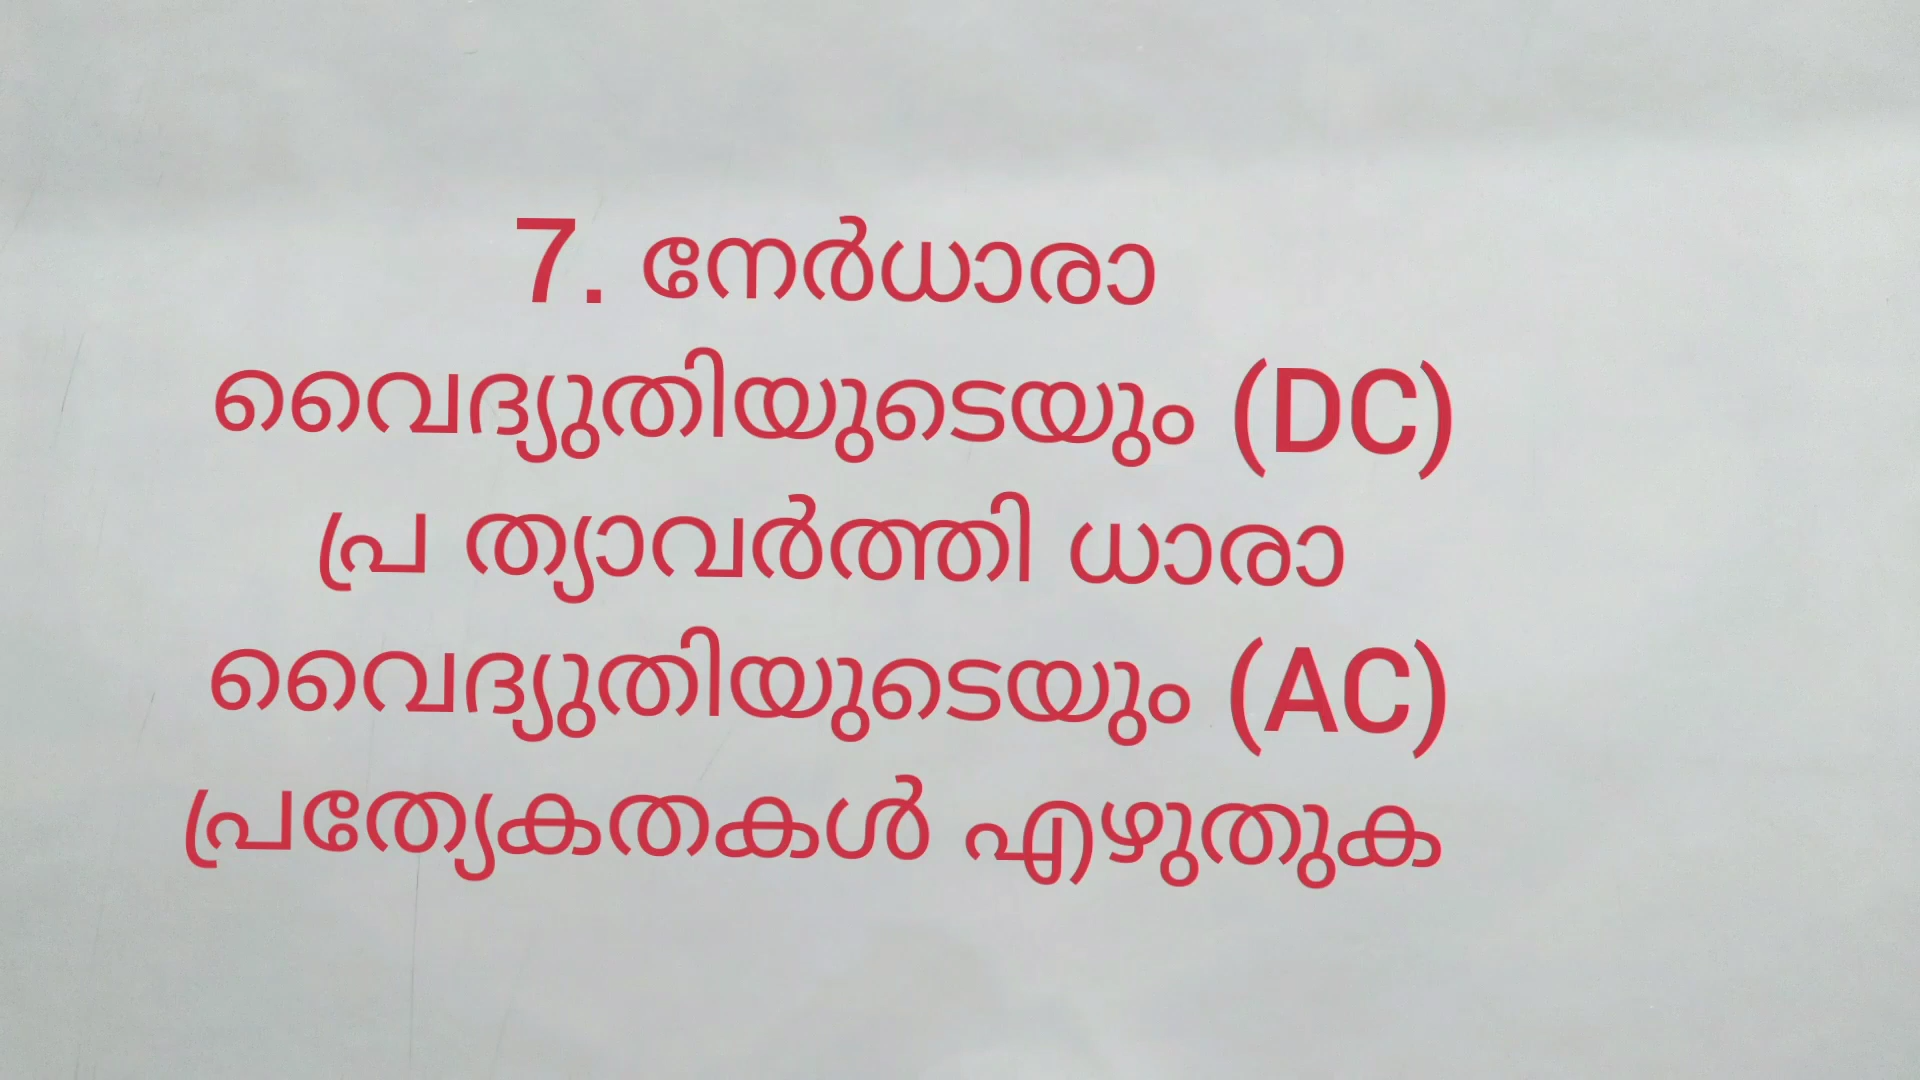 7. നേർധാരാ
വൈദ്യുതിയുടെയും (DC)
പ്ര ത്യാവർത്തി ധാരാ
വൈദ്യുതിയുടെയും (AC)
പ്രത്യേകതകൾ എഴുതുക